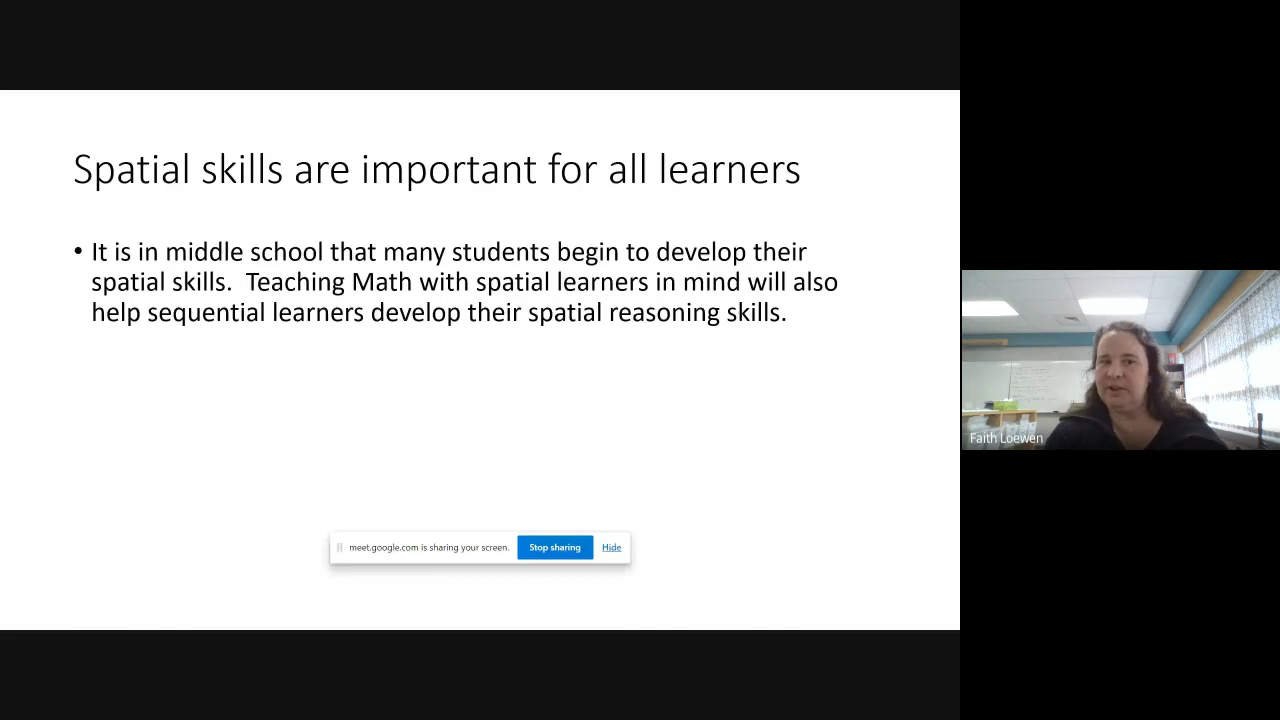 Spatial skills are important for all learners
• It is in middle school that many students begin to develop their
spatial skills.  Teaching Math with spatial learners in mind will also
help sequential learners develop their spatial reasoning skills.
meet.google.com is sharing your screen.
Stop sharing
Hide
Faith Loewen